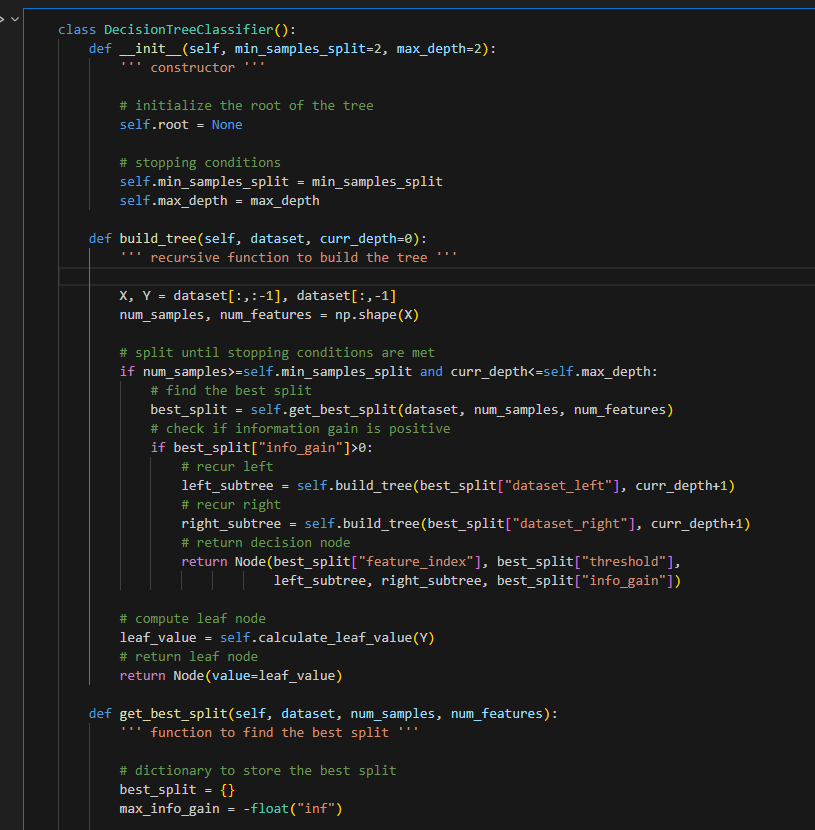 class DecisionTreeClassifier():
    def __init__(self, min_samples_split=2, max_depth=2):
        ''' constructor '''

        # initialize the root of the tree
        self.root = None

        # stopping conditions
        self.min_samples_split = min_samples_split
        self.max_depth = max_depth

    def build_tree(self, dataset, curr_depth=0):
        ''' recursive function to build the tree '''

        X, Y = dataset[:,:-1], dataset[:,-1]
        num_samples, num_features = np.shape(X)

        # split until stopping conditions are met
        if num_samples>=self.min_samples_split and curr_depth<=self.max_depth:
            # find the best split
            best_split = self.get_best_split(dataset, num_samples, num_features)
            # check if information gain is positive
            if best_split["info_gain"]>0:
                # recur left
                left_subtree = self.build_tree(best_split["dataset_left"], curr_depth+1)
                # recur right
                right_subtree = self.build_tree(best_split["dataset_right"], curr_depth+1)
                # return decision node
                return Node(best_split["feature_index"], best_split["threshold"],
                            left_subtree, right_subtree, best_split["info_gain"])

        # compute leaf node
        leaf_value = self.calculate_leaf_value(Y)
        # return leaf node
        return Node(value=leaf_value)

    def get_best_split(self, dataset, num_samples, num_features):
        ''' function to find the best split '''

        # dictionary to store the best split
        best_split = {}
        max_info_gain = -float("inf")